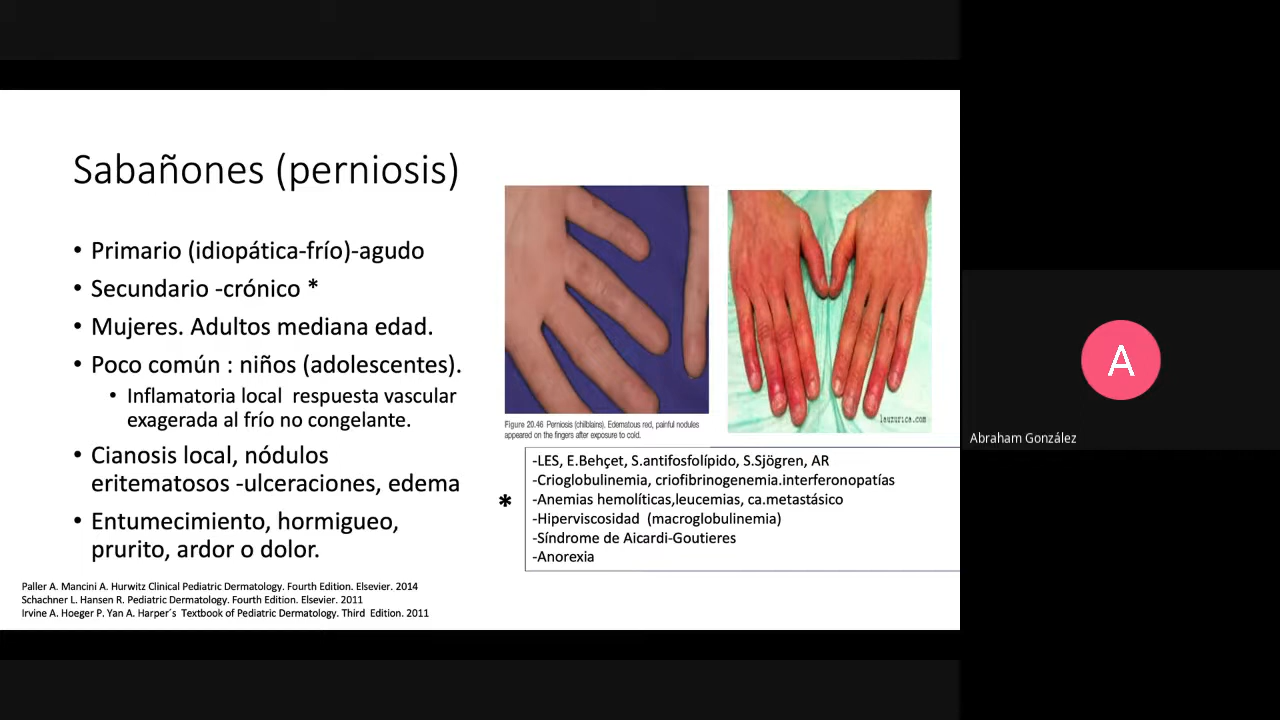 Sabañones (perniosis)
• Primario (idiopática-frío)-agudo
• Secundario -crónico *
• Mujeres. Adultos mediana edad.
• Poco común : niños (adolescentes).
• Inflamatoria local respuesta vascular
exagerada al frío no congelante.
• Cianosis local, nódulos
eritematosos -ulceraciones, edema
• Entumecimiento, hormigueo,
prurito, ardor o dolor.
Paller A. Mancini A. Hurwitz Clinical Pediatric Dermatology. Fourth Edition. Elsevier. 2014
Schachner L. Hansen R. Pediatric Dermatology. Fourth Edition. Elsevier. 2011
Irvine A. Hoeger P. Yan A. Harper´s Textbook of Pediatric Dermatology. Third Edition. 2011
Figure 20.46 Perniosis (chilblains). Edematous red, painful nodules
appeared on the fingers after exposure to cold.
lauzurica.com
*
-LES, E.Behçet, S.antifosfolípido, S.Sjögren, AR
-Crioglobulinemia, criofibrinogenemia.interferonopatías
-Anemias hemolíticas,leucemias, ca.metastásico
-Hiperviscosidad (macroglobulinemia)
-Síndrome de Aicardi-Goutieres
-Anorexia
A
Abraham González